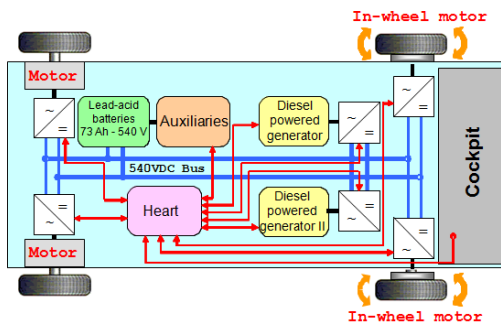 In-wheel motor
Motor
~
=
Lead-acid
batteries
73 Ah - 540 V
Auxiliaries
Diesel
powered
generator
~
=
~
=
540VDC Bus
Cockpit
~
=
Heart
Diesel
powered
generator II
~
=
~
=
Motor
In-wheel motor